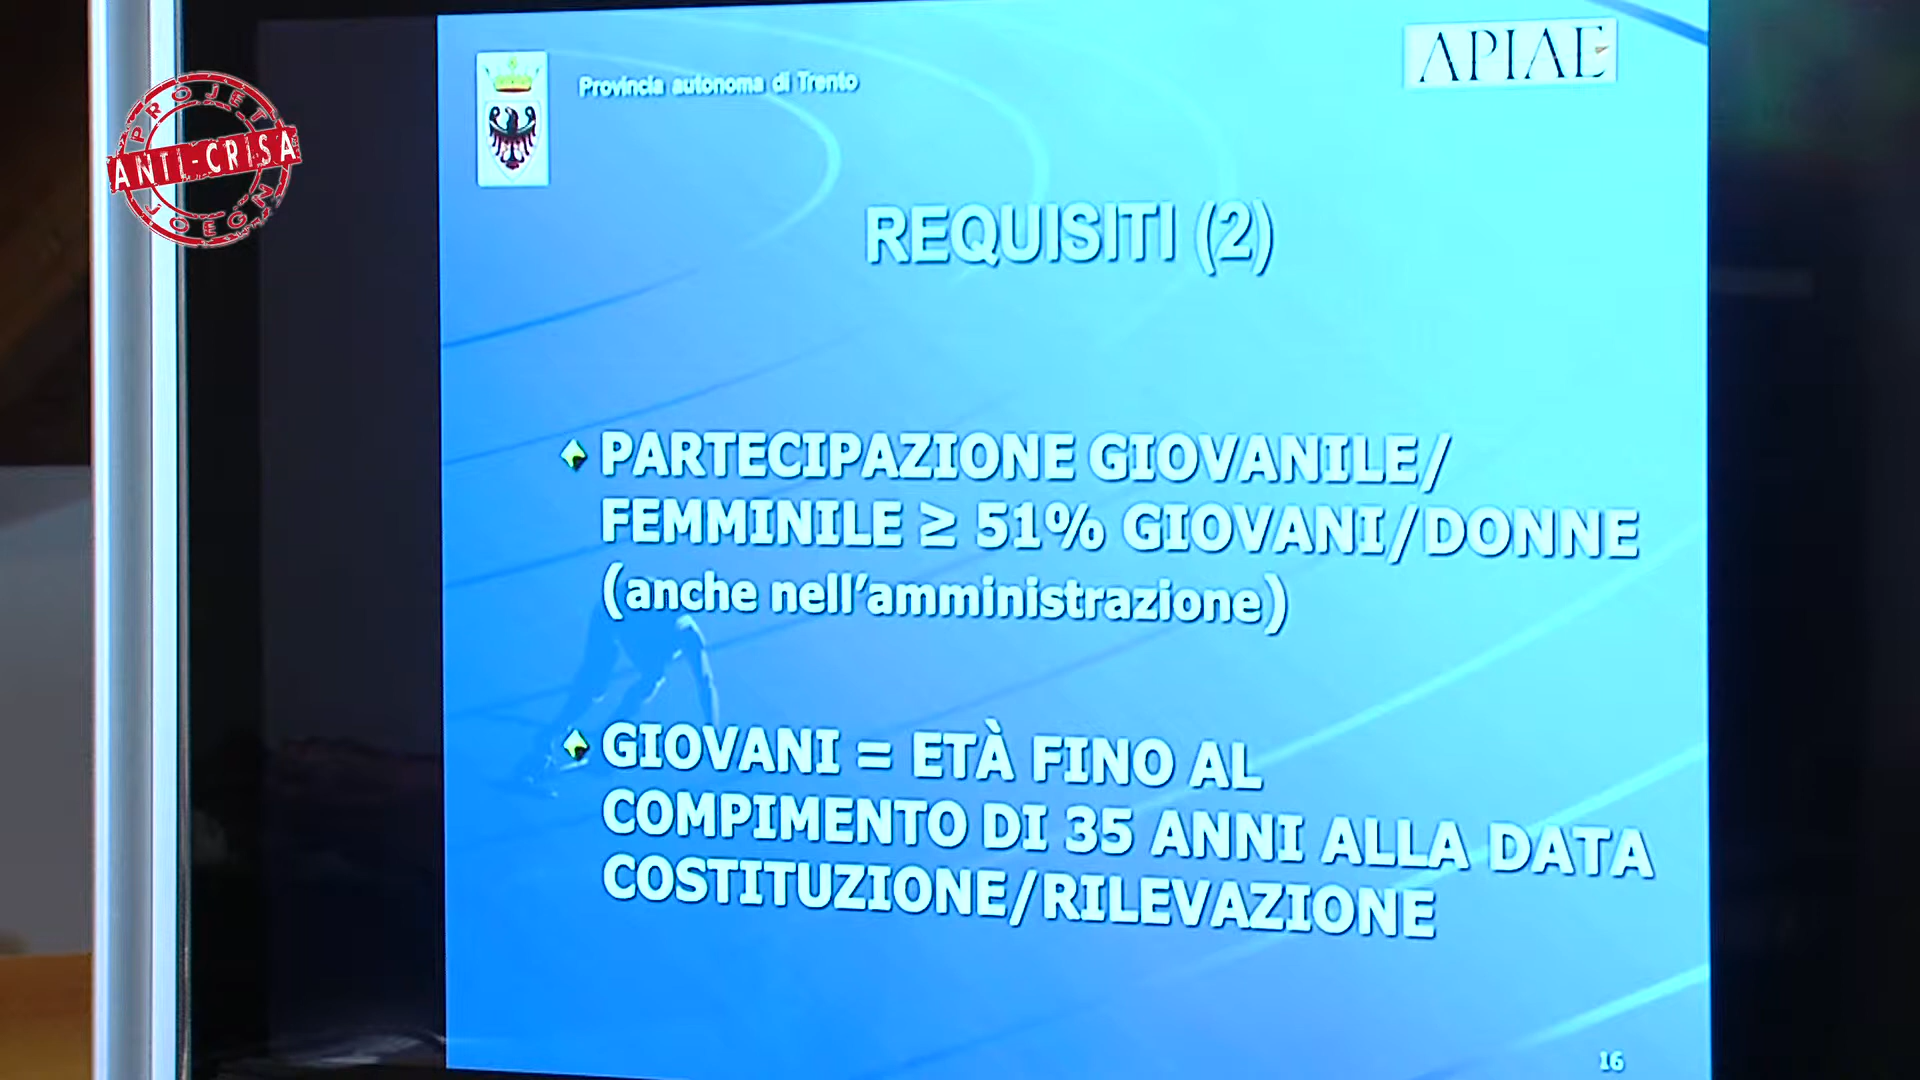 PROJET
ANTI-CRISA
Provincia autonoma di Trento
APIAE
REQUISITI (2)
PARTECIPAZIONE GIOVANILE/
FEMMINILE ≥ 51% GIOVANI/DONNE
(anche nell'amministrazione)
GIOVANI = ETÀ FINO AL
COMPIMENTO DI 35 ANNI ALLA DATA
COSTITUZIONE/RILEVAZIONE
16